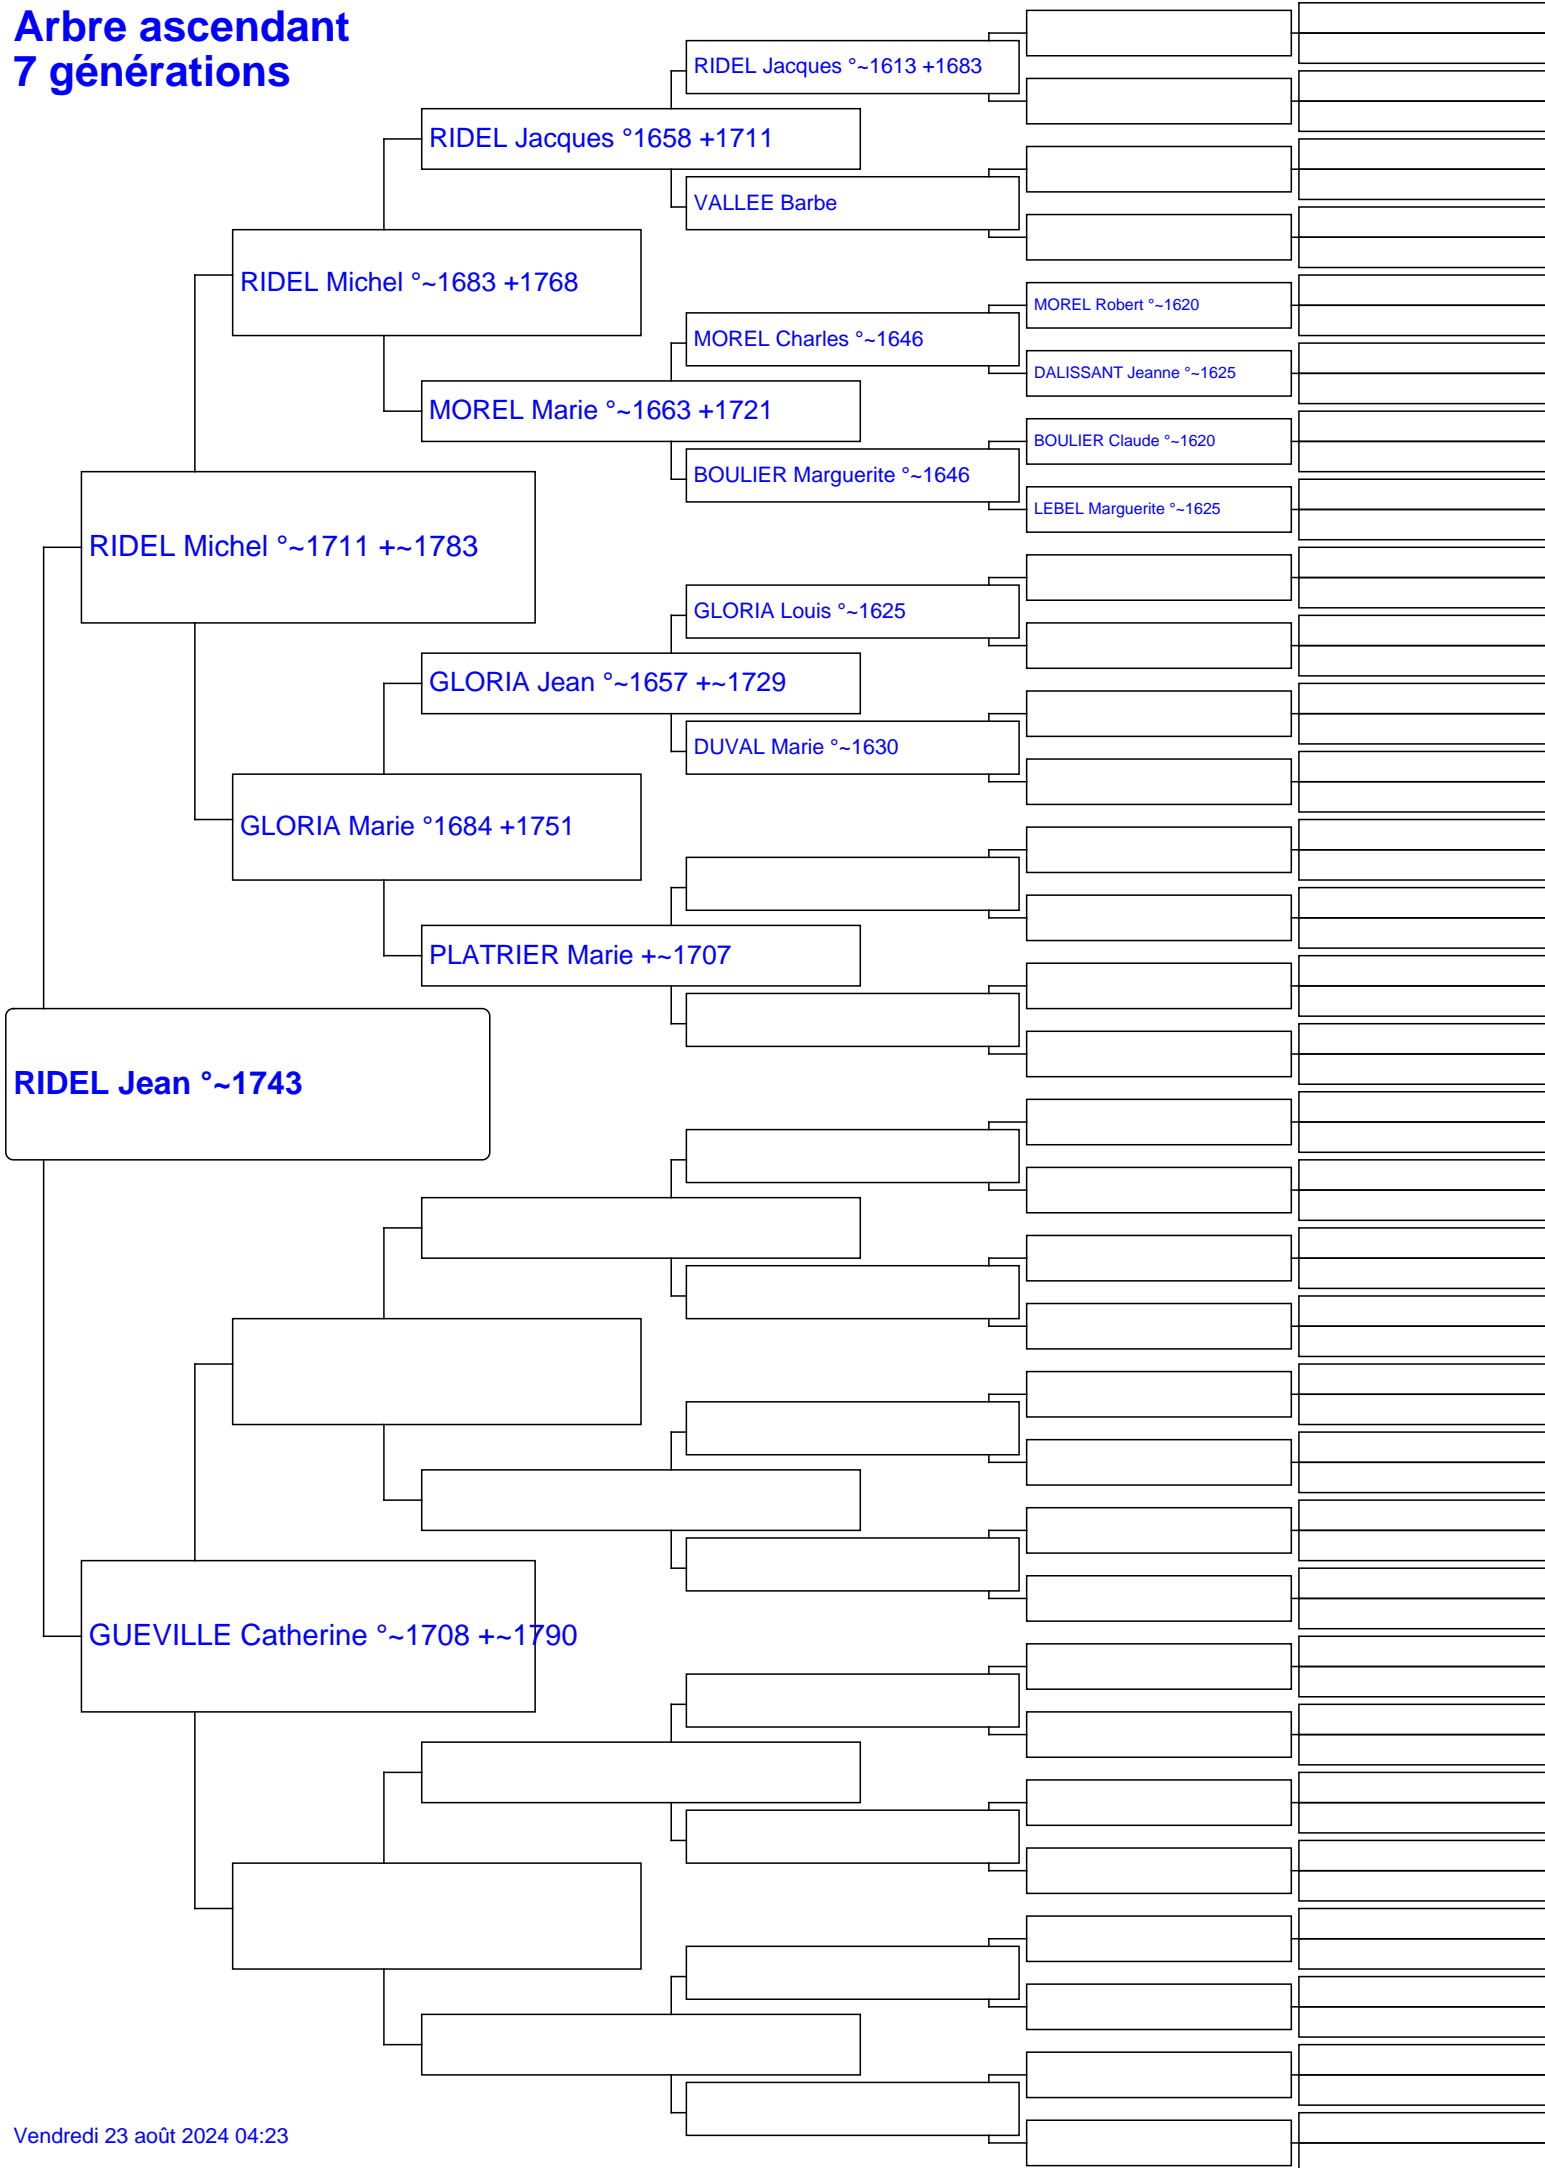 Arbre ascendant
7 générations
RIDEL Jacques °~1613 +1683
RIDEL Jacques °1658 +1711
VALLEE Barbe
RIDEL Michel °~1683 +1768
MOREL Robert °~1620
MOREL Charles °~1646
DALISSANT Jeanne °~1625
MOREL Marie °~1663 +1721
BOULIER Claude °~1620
BOULIER Marguerite °~1646
LEBEL Marguerite °~1625
RIDEL Michel °~1711 +~1783
GLORIA Louis °~1625
GLORIA Jean °~1657 +~1729
DUVAL Marie °~1630
GLORIA Marie °1684 +1751
PLATRIER Marie +~1707
RIDEL Jean °~1743
GUEVILLE Catherine °~1708 +~1790
Vendredi 23 août 2024 04:23